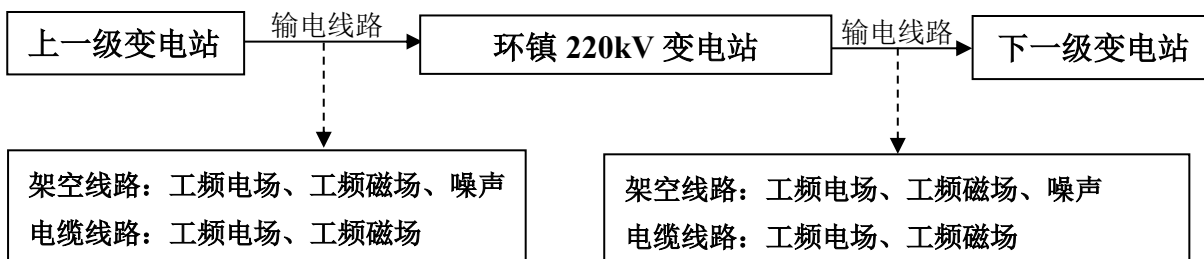 上一级变电站
输电线路
环镇 220kV 变电站
输电线路
下一级变电站
架空线路：工频电场、工频磁场、噪声
电缆线路：工频电场、工频磁场
架空线路：工频电场、工频磁场、噪声
电缆线路：工频电场、工频磁场